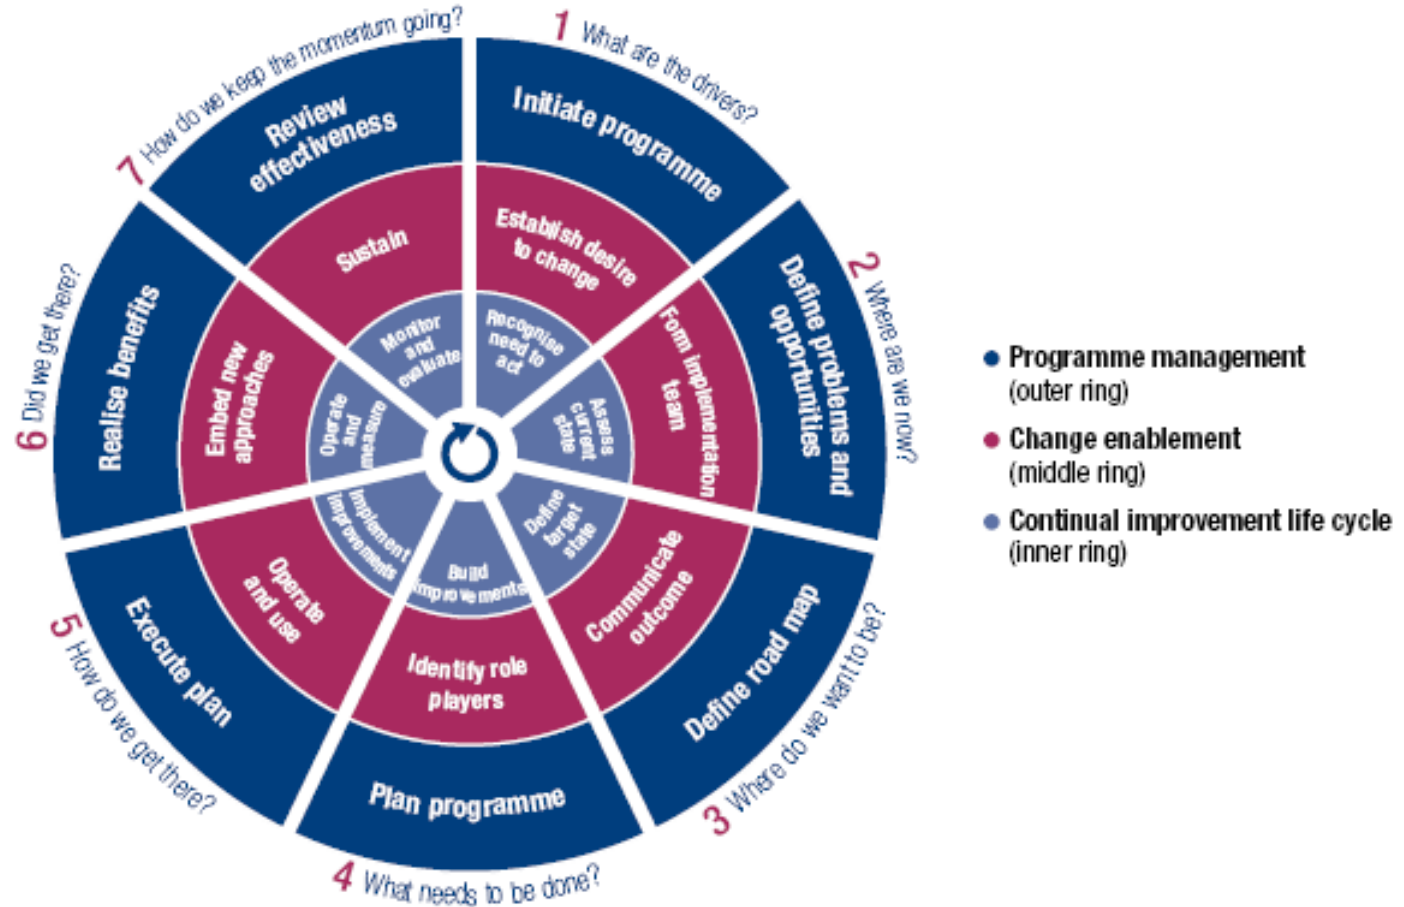 1 What are the drivers?
Initiate programme
Establish desire
to change
Recognise
need to
act
2 Where are we now?
Define problems and
opportunities
Form implementation
team
Assess
current
state
3 Where do we want to be?
Define road map
Communicate
outcome
Define
target
state
4 What needs to be done?
Plan programme
Identify role
players
Build
improvements
5 How do we get there?
Execute plan
Operate
and use
Implement
improvements
6 Did we get there?
Realise benefits
Embed new
approaches
Operate
and
measure
7 How do we keep the momentum going?
Review
effectiveness
Sustain
Monitor
and
evaluate
Programme management
(outer ring)
Change enablement
(middle ring)
Continual improvement life cycle
(inner ring)